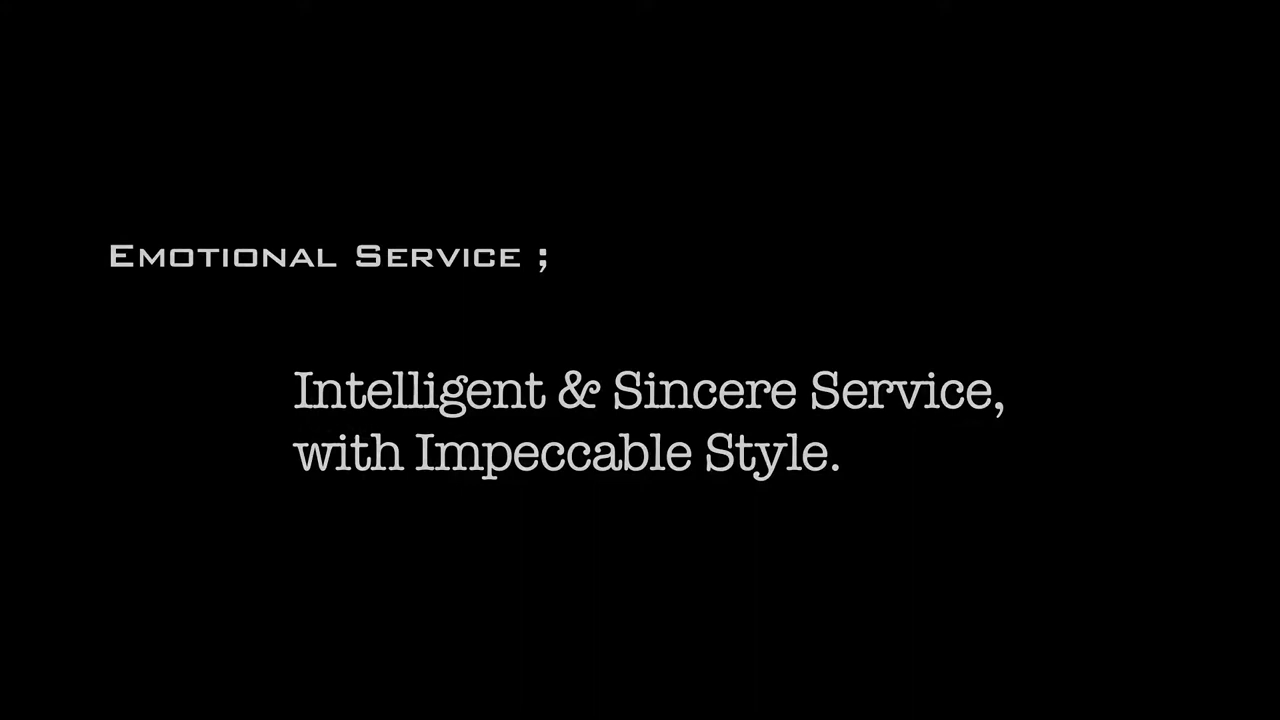 Emotional Service ;
Intelligent & Sincere Service,
with Impeccable Style.